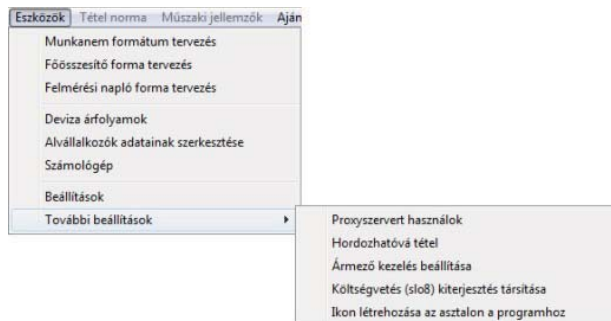 Eszközök Tétel norma Műszaki jellemzők Aján
Munkanem formátum tervezés
Főösszesítő forma tervezés
Felmérési napló forma tervezés
Deviza árfolyamok
Alvállalkozók adatainak szerkesztése
Számológép
Beállítások
További beállítások
Proxyszervert használok
Hordozhatóvá tétel
Ármező kezelés beállítása
Költségvetés (slo8) kiterjesztés társítása
Ikon létrehozása az asztalon a programhoz